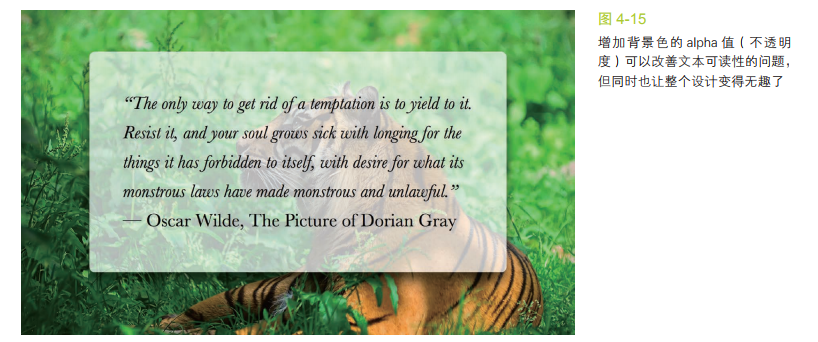 “The only way to get rid of a temptation is to yield to it.
Resist it, and your soul grows sick with longing for the
things it has forbidden to itself, with desire for what its
monstrous laws have made monstrous and unlawful.”
— Oscar Wilde, The Picture of Dorian Gray
图 4-15
增加背景色的 alpha 值（不透明
度）可以改善文本可读性的问题，
但同时也让整个设计变得无趣了